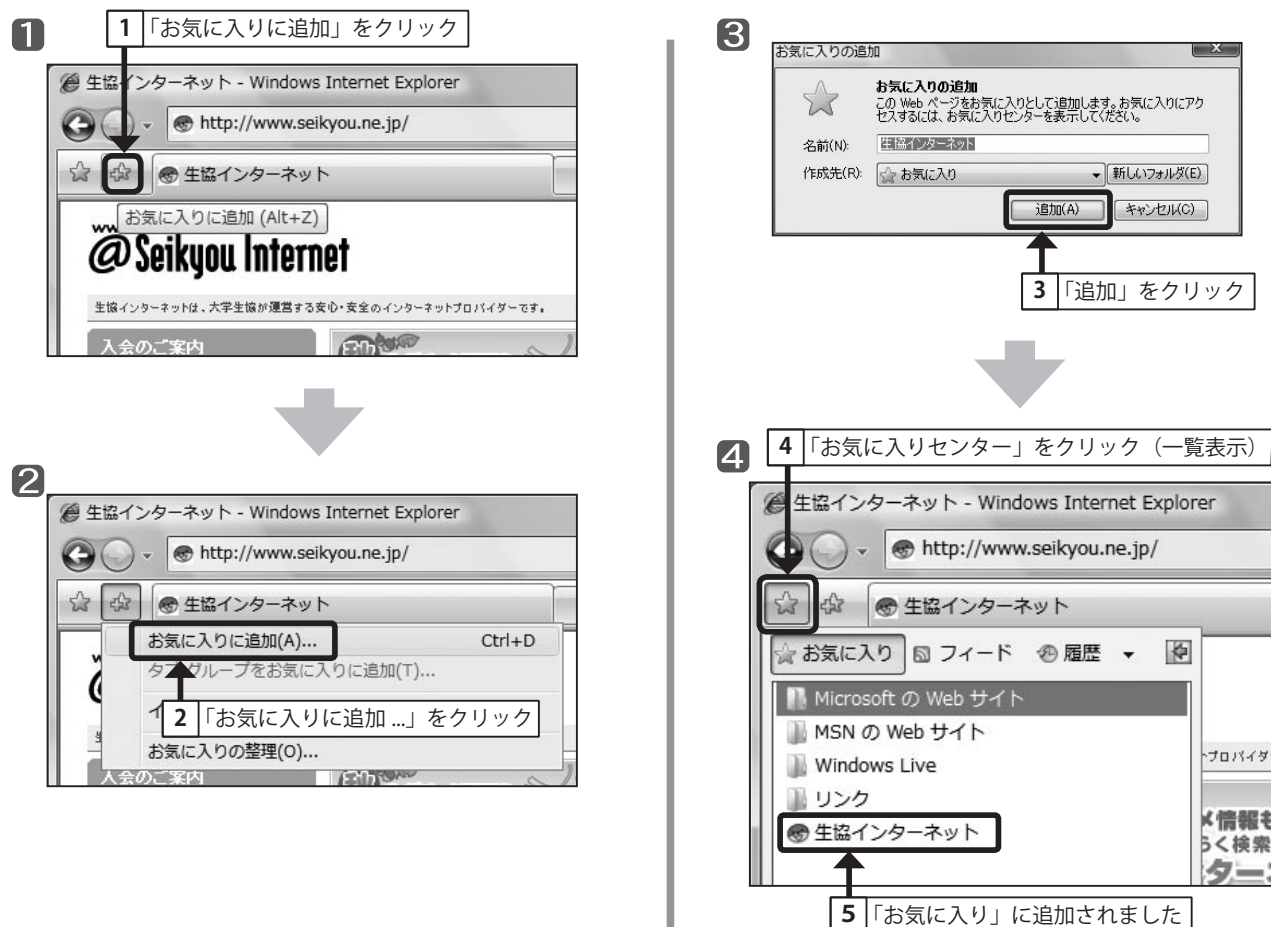 1
1 「お気に入りに追加」をクリック
生協インターネット - Windows Internet Explorer
http://www.seikyou.ne.jp/
生協インターネット
お気に入りに追加 (Alt+Z)
@Seikyou Internet
生協インターネットは、大学生協が運営する安心・安全のインターネットプロバイダーです。
入会のご案内
2
生協インターネット - Windows Internet Explorer
http://www.seikyou.ne.jp/
生協インターネット
お気に入りに追加(A)... Ctrl+D
タブ グループをお気に入りに追加(T)...
2 「お気に入りに追加 ...」をクリック
お気に入りの整理(O)...
入会のご案内
3
お気に入りの追加
お気に入りの追加
この Web ページをお気に入りとして追加します。お気に入りにアク
セスするには、お気に入りセンターを表示してください。
名前(N): 生協インターネット
作成先(R): お気に入り 新しいフォルダ(E)
追加(A) キャンセル(C)
3 「追加」をクリック
4
4 「お気に入りセンター」をクリック（一覧表示）
生協インターネット - Windows Internet Explorer
http://www.seikyou.ne.jp/
生協インターネット
お気に入り フィード 履歴
Microsoft の Web サイト
MSN の Web サイト
Windows Live
リンク
生協インターネット
5 「お気に入り」に追加されました